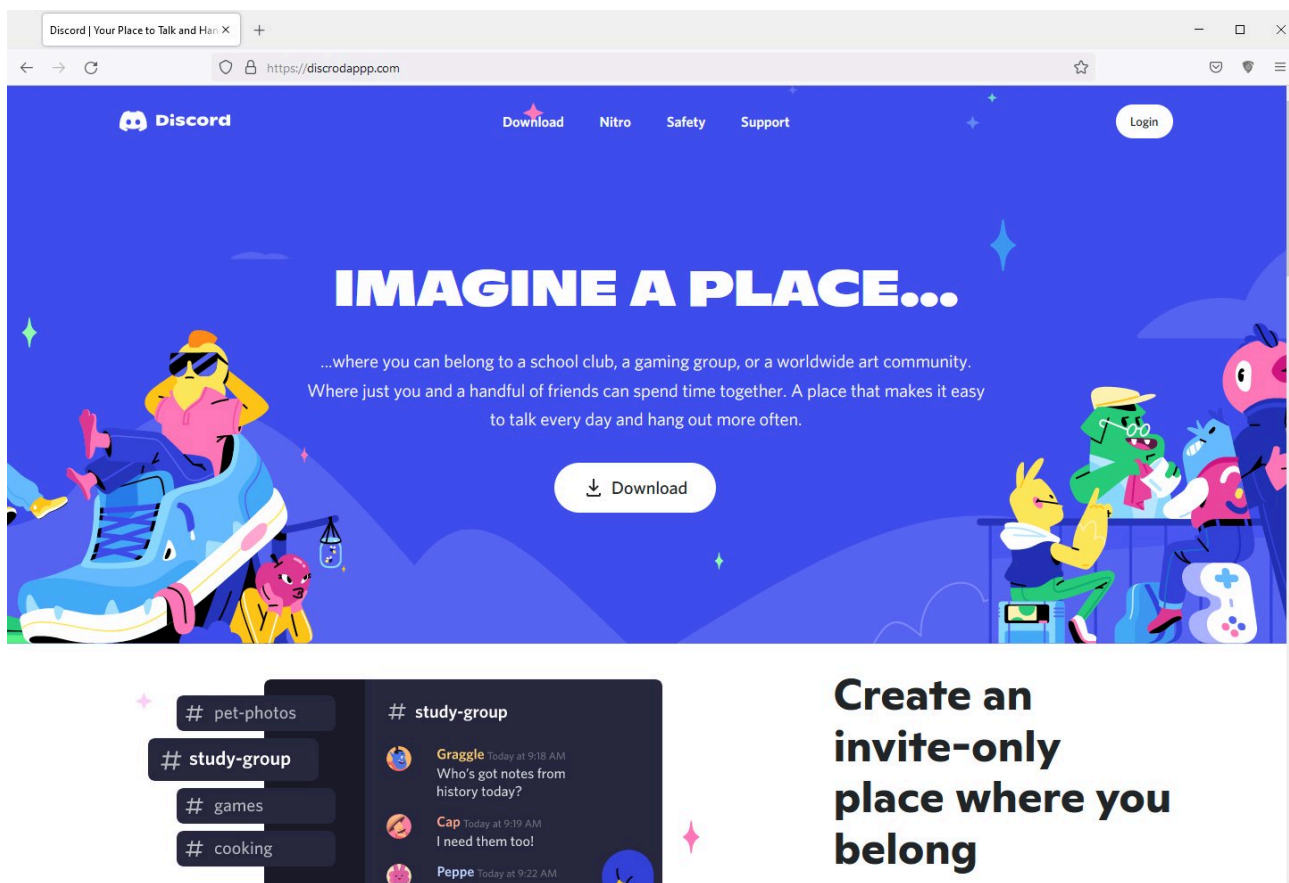 Discord | Your Place to Talk and Han
https://discrodappp.com
Discord
Download Nitro Safety Support
Login
IMAGINE A PLACE...
...where you can belong to a school club, a gaming group, or a worldwide art community.
Where just you and a handful of friends can spend time together. A place that makes it easy
to talk every day and hang out more often.
Download
# pet-photos
# study-group
# games
# cooking
# study-group
Graggle Today at 9:18 AM
Who's got notes from
history today?
Cap Today at 9:19 AM
I need them too!
Peppe Today at 9:22 AM
Create an
invite-only
place where you
belong